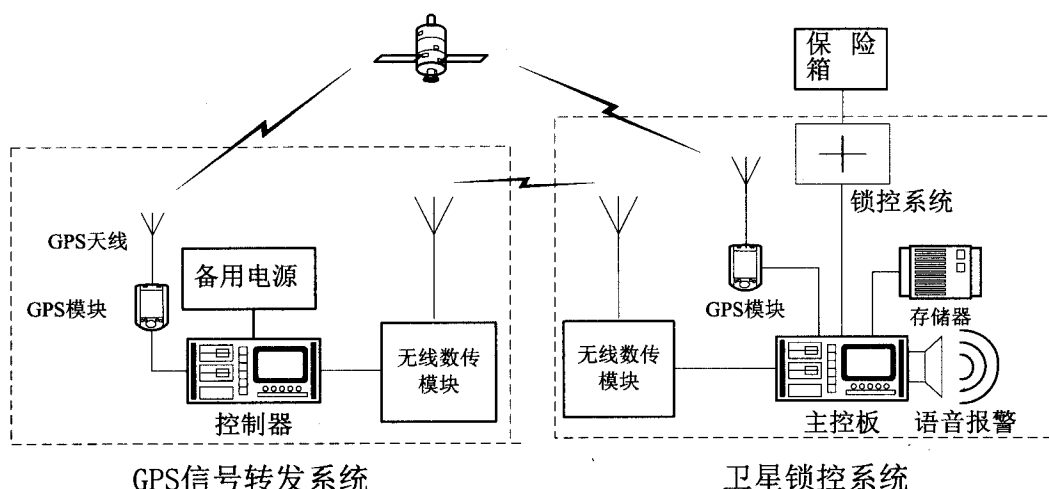 保 险
箱
锁控系统
GPS天线
备用电源
GPS模块
GPS模块
存储器
无线数传
模块
无线数传
模块
控制器
主控板
语音报警
GPS信号转发系统
卫星锁控系统